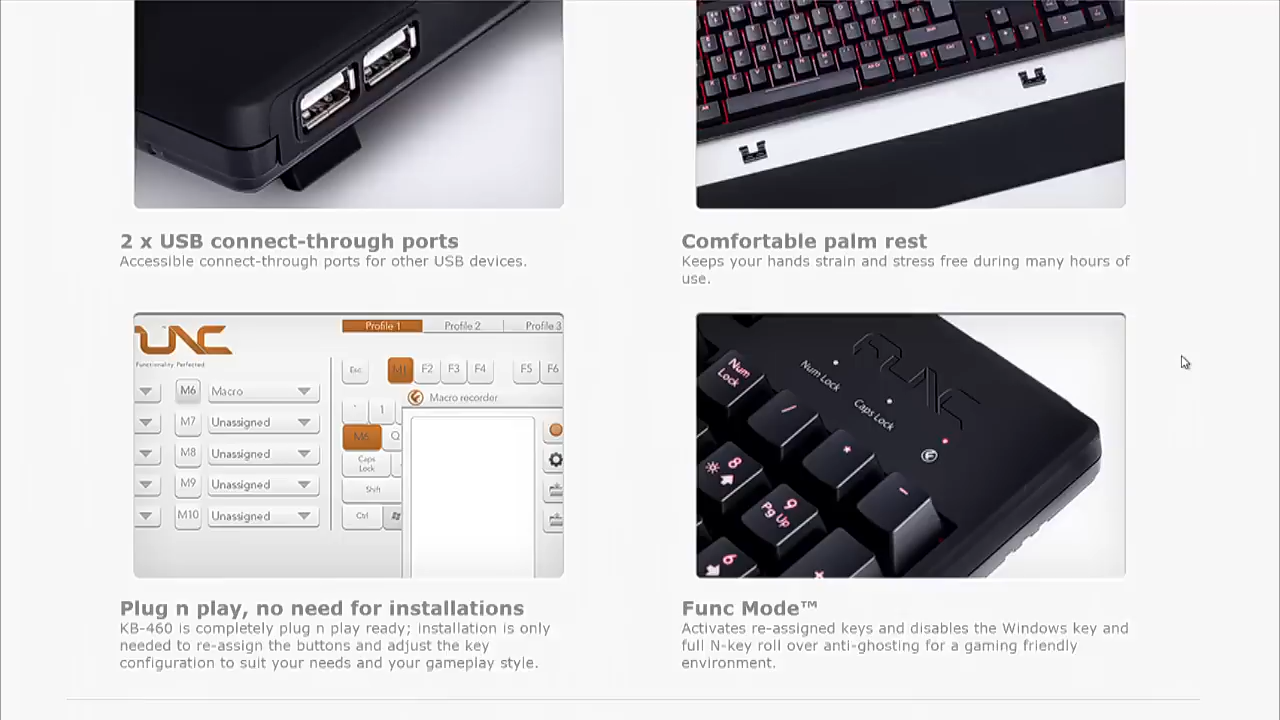 2 x USB connect-through ports
Accessible connect-through ports for other USB devices.
Comfortable palm rest
Keeps your hands strain and stress free during many hours of
use.
FUNC
Functionality Perfected
Profile 1 Profile 2 Profile 3
Esc M1 F2 F3 F4 F5 F6
Macro recorder
M6 Macro
M7 Unassigned
M8 Unassigned
M9 Unassigned
M10 Unassigned
` 1
M6 Q
Caps
Lock
Shift
Ctrl
FUNC
Num Lock
Caps Lock
Num
Lock
/
*
-
8
9
Pg Up
6
+
Plug n play, no need for installations
KB-460 is completely plug n play ready; installation is only
needed to re-assign the buttons and adjust the key
configuration to suit your needs and your gameplay style.
Func Mode™
Activates re-assigned keys and disables the Windows key and
full N-key roll over anti-ghosting for a gaming friendly
environment.